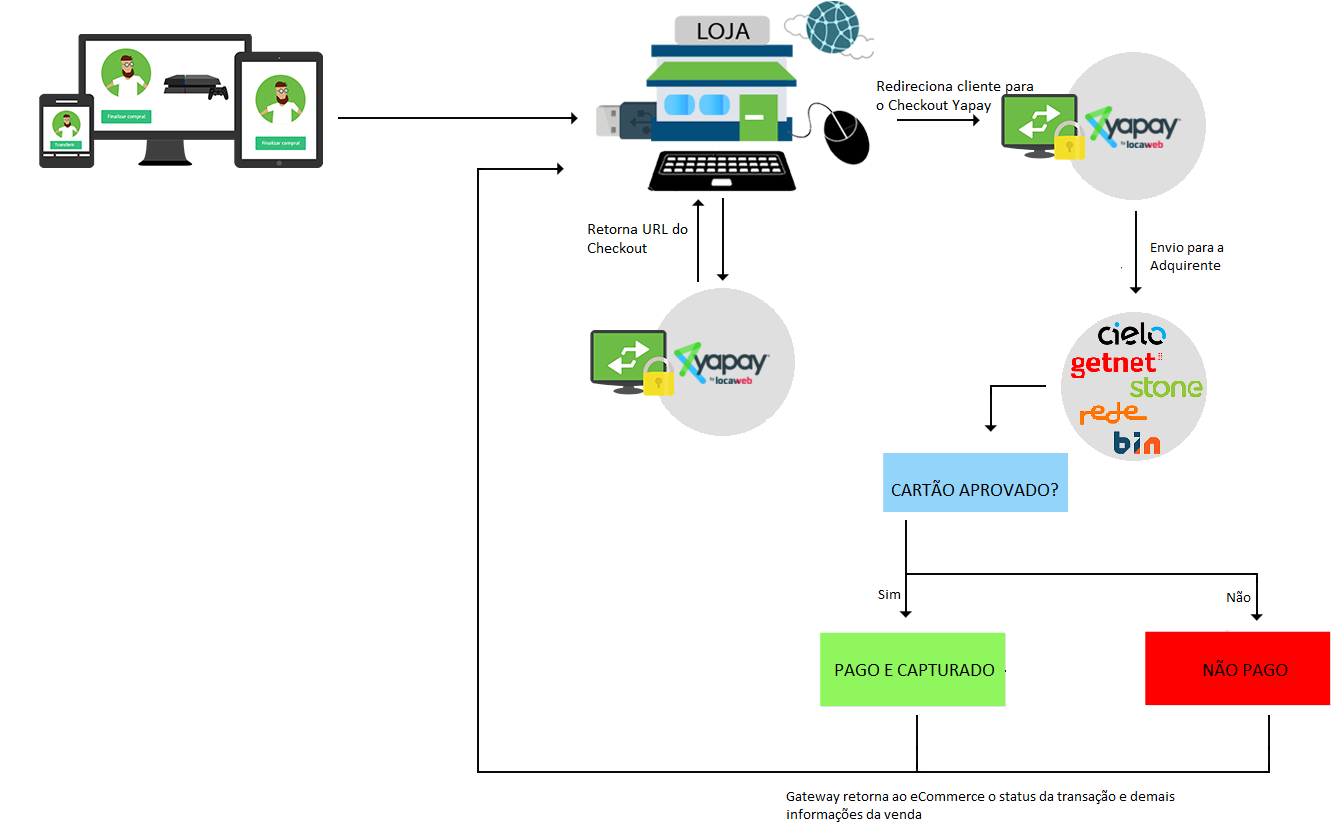 LOJA
Finalizar compra!
Transferir
Finalizar compra!
Redireciona cliente para
o Checkout Yapay
yapay
by locaweb
Retorna URL do
Checkout
Envio para a
Adquirente
yapay
by locaweb
cielo
getnet
stone
rede
bin
CARTÃO APROVADO?
Sim
Não
PAGO E CAPTURADO
NÃO PAGO
Gateway retorna ao eCommerce o status da transação e demais
informações da venda